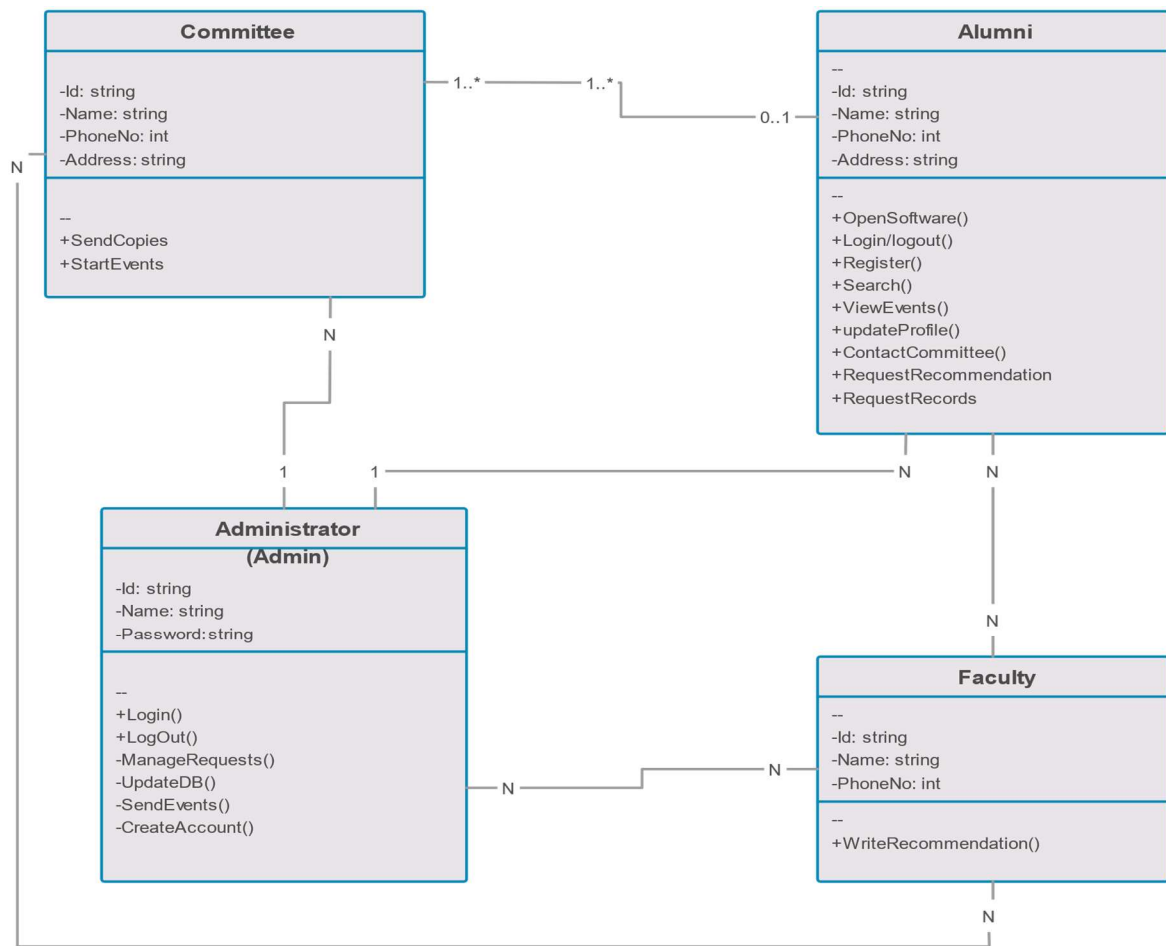 Committee
-Id: string
-Name: string
-PhoneNo: int
-Address: string
--
+SendCopies
+StartEvents
Alumni
--
-Id: string
-Name: string
-PhoneNo: int
-Address: string
--
+OpenSoftware()
+Login/logout()
+Register()
+Search()
+ViewEvents()
+updateProfile()
+ContactCommittee()
+RequestRecommendation
+RequestRecords
1..*
1..*
0..1
N
N
1
1
N
N
N
Administrator
(Admin)
-Id: string
-Name: string
-Password:string
--
+Login()
+LogOut()
-ManageRequests()
-UpdateDB()
-SendEvents()
-CreateAccount()
N
N
Faculty
--
-Id: string
-Name: string
-PhoneNo: int
--
+WriteRecommendation()
N